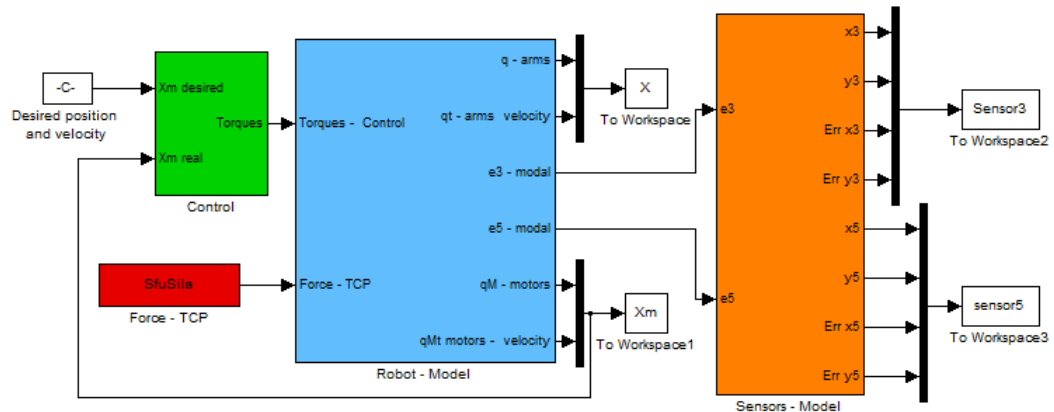 -C-
Desired position
and velocity
Xm desired
Torques
Xm real
Control
SfuSila
Force - TCP
Torques - Control
Force - TCP
q - arms
qt - arms velocity
e3 - modal
e5 - modal
qM - motors
qMt motors - velocity
Robot - Model
X
To Workspace
Xm
To Workspace1
e3
e5
x3
y3
Err x3
Err y3
x5
y5
Err x5
Err y5
Sensors - Model
Sensor3
To Workspace2
sensor5
To Workspace3